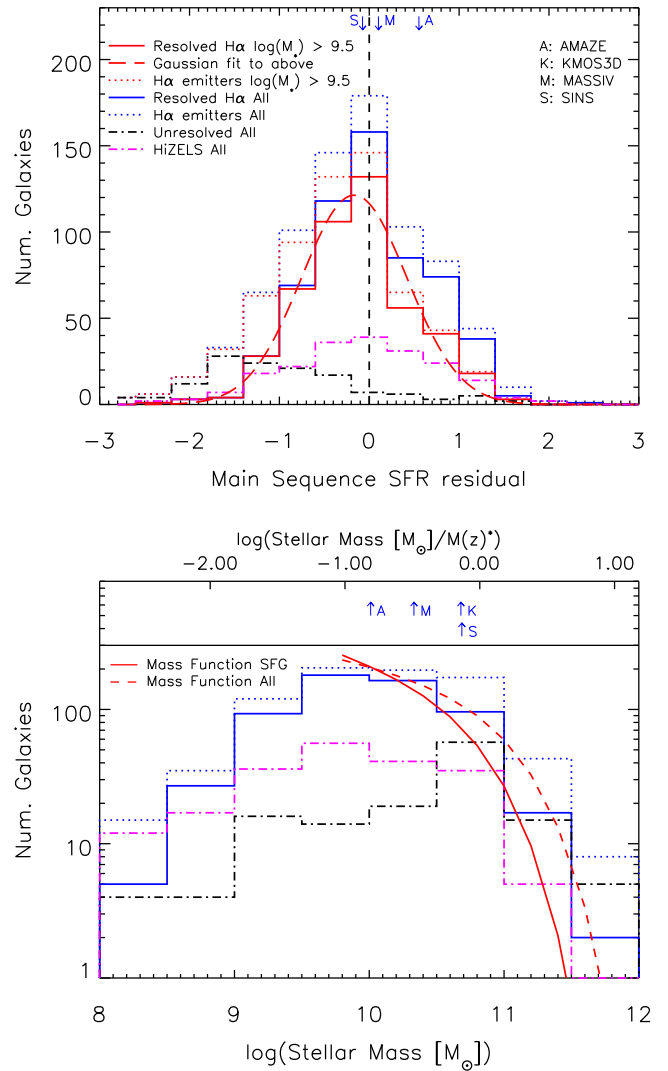 S↓ ↓M ↓A
Resolved Hα log(M*) > 9.5
Gaussian fit to above
Hα emitters log(M*) > 9.5
Resolved Hα All
Hα emitters All
Unresolved All
HiZELS All
A: AMAZE
K: KMOS3D
M: MASSIV
S: SINS
200
150
100
50
0
Num. Galaxies
−3 −2 −1 0 1 2 3
Main Sequence SFR residual
log(Stellar Mass [M⊙]/M(z)*)
−2.00 −1.00 0.00 1.00
↑A ↑M ↑K
↑S
Mass Function SFG
Mass Function All
100
10
1
Num. Galaxies
8 9 10 11 12
log(Stellar Mass [M⊙])